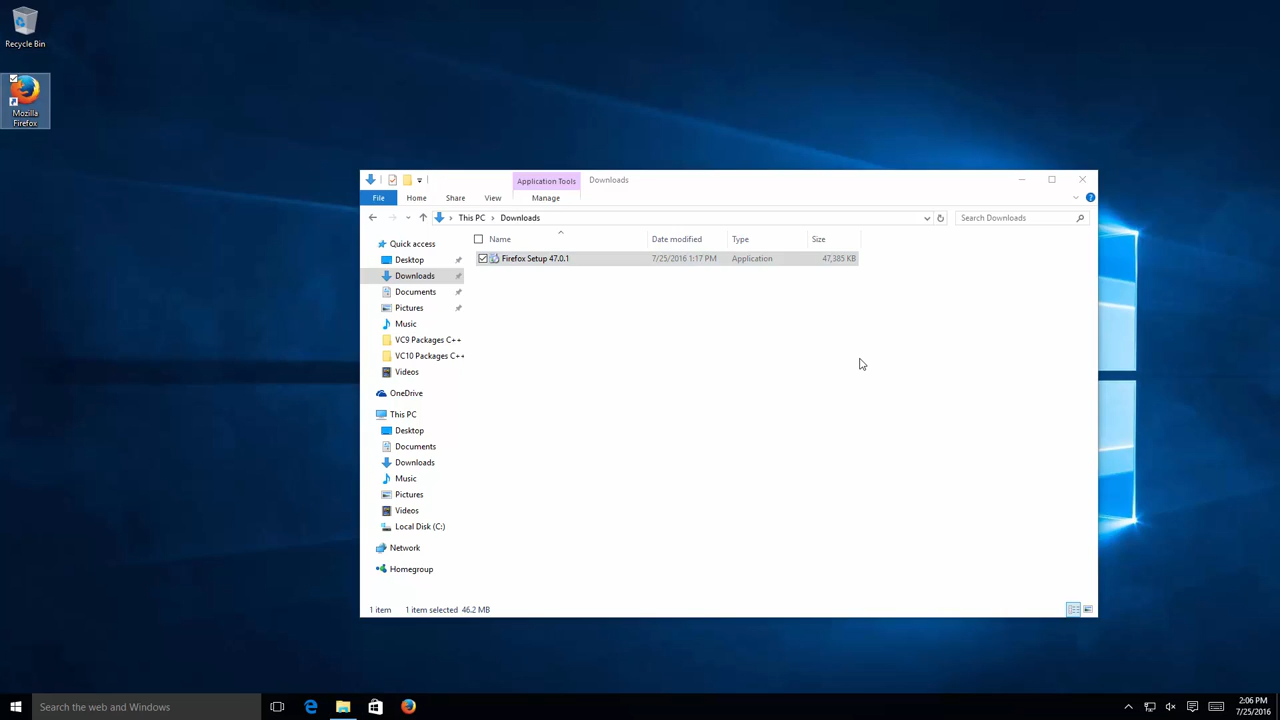 Recycle Bin
Mozilla
Firefox
Application Tools
Downloads
File
Home
Share
View
Manage
This PC
Downloads
Search Downloads
Name
Date modified
Type
Size
Firefox Setup 47.0.1
7/25/2016 1:17 PM
Application
47,385 KB
Quick access
Desktop
Downloads
Documents
Pictures
Music
VC9 Packages C++
VC10 Packages C++
Videos
OneDrive
This PC
Desktop
Documents
Downloads
Music
Pictures
Videos
Local Disk (C:)
Network
Homegroup
1 item
1 item selected 46.2 MB
Search the web and Windows
2:06 PM
7/25/2016